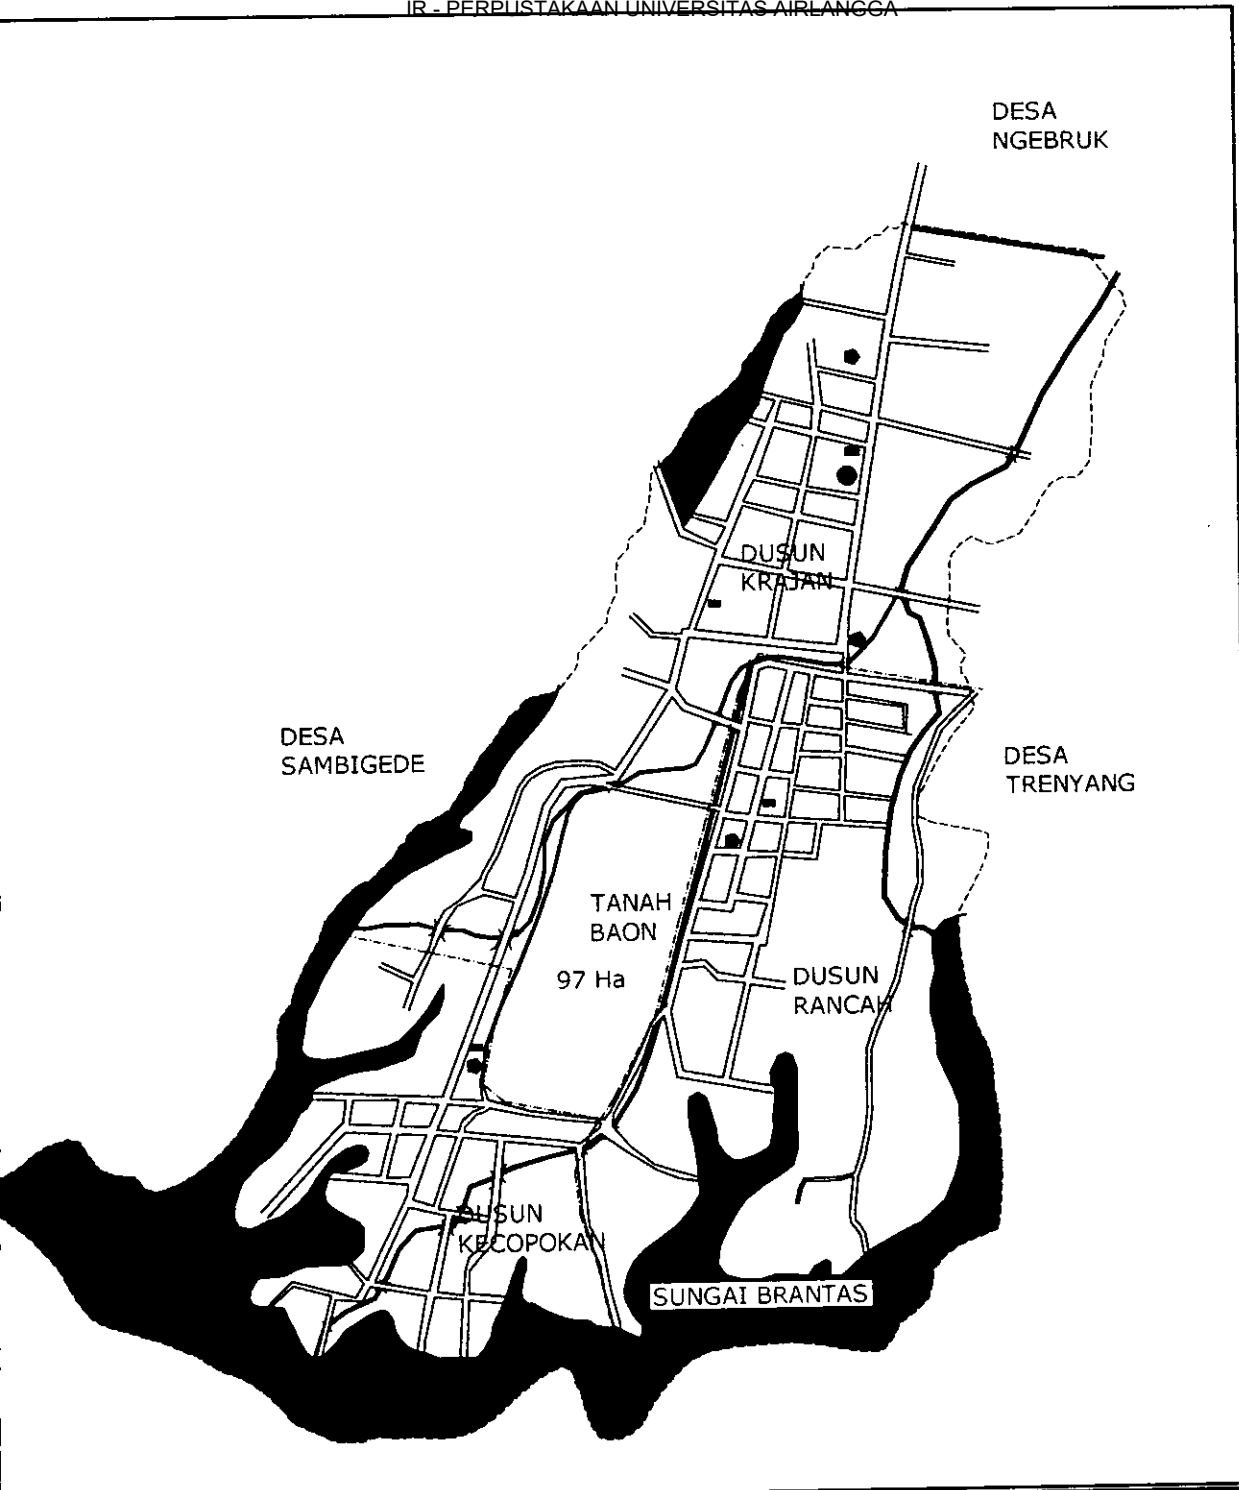 IR - PERPUSTAKAAN UNIVERSITAS AIRLANGGA
DESA
NGEBRUK
DUSUN
KRAJAN
DESA
SAMBIGEDE
DESA
TRENYANG
TANAH
BAON
97 Ha
DUSUN
RANCAH
DUSUN
KECOPOKAN
SUNGAI BRANTAS